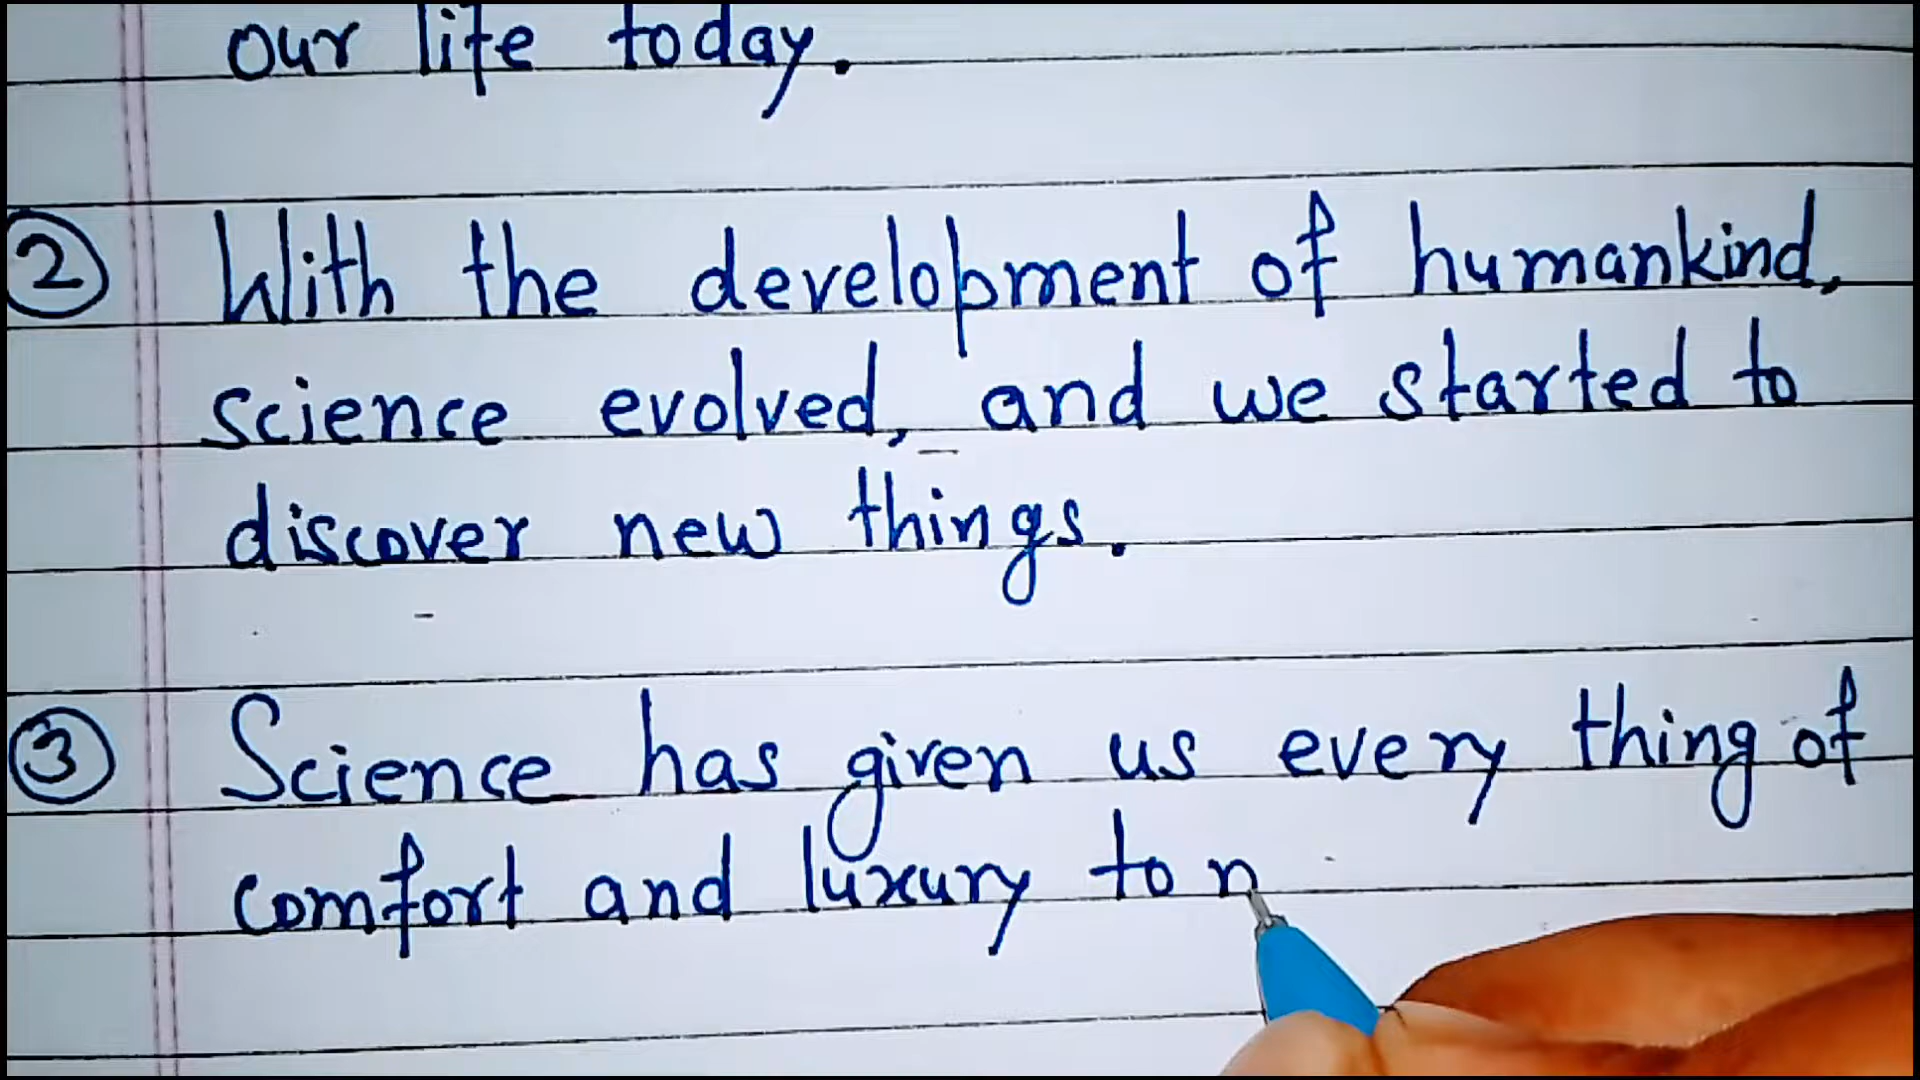 our life today.
2 With the development of humankind,
science evolved, and we started to
discover new things.
3 Science has given us every thing of
comfort and luxury to n